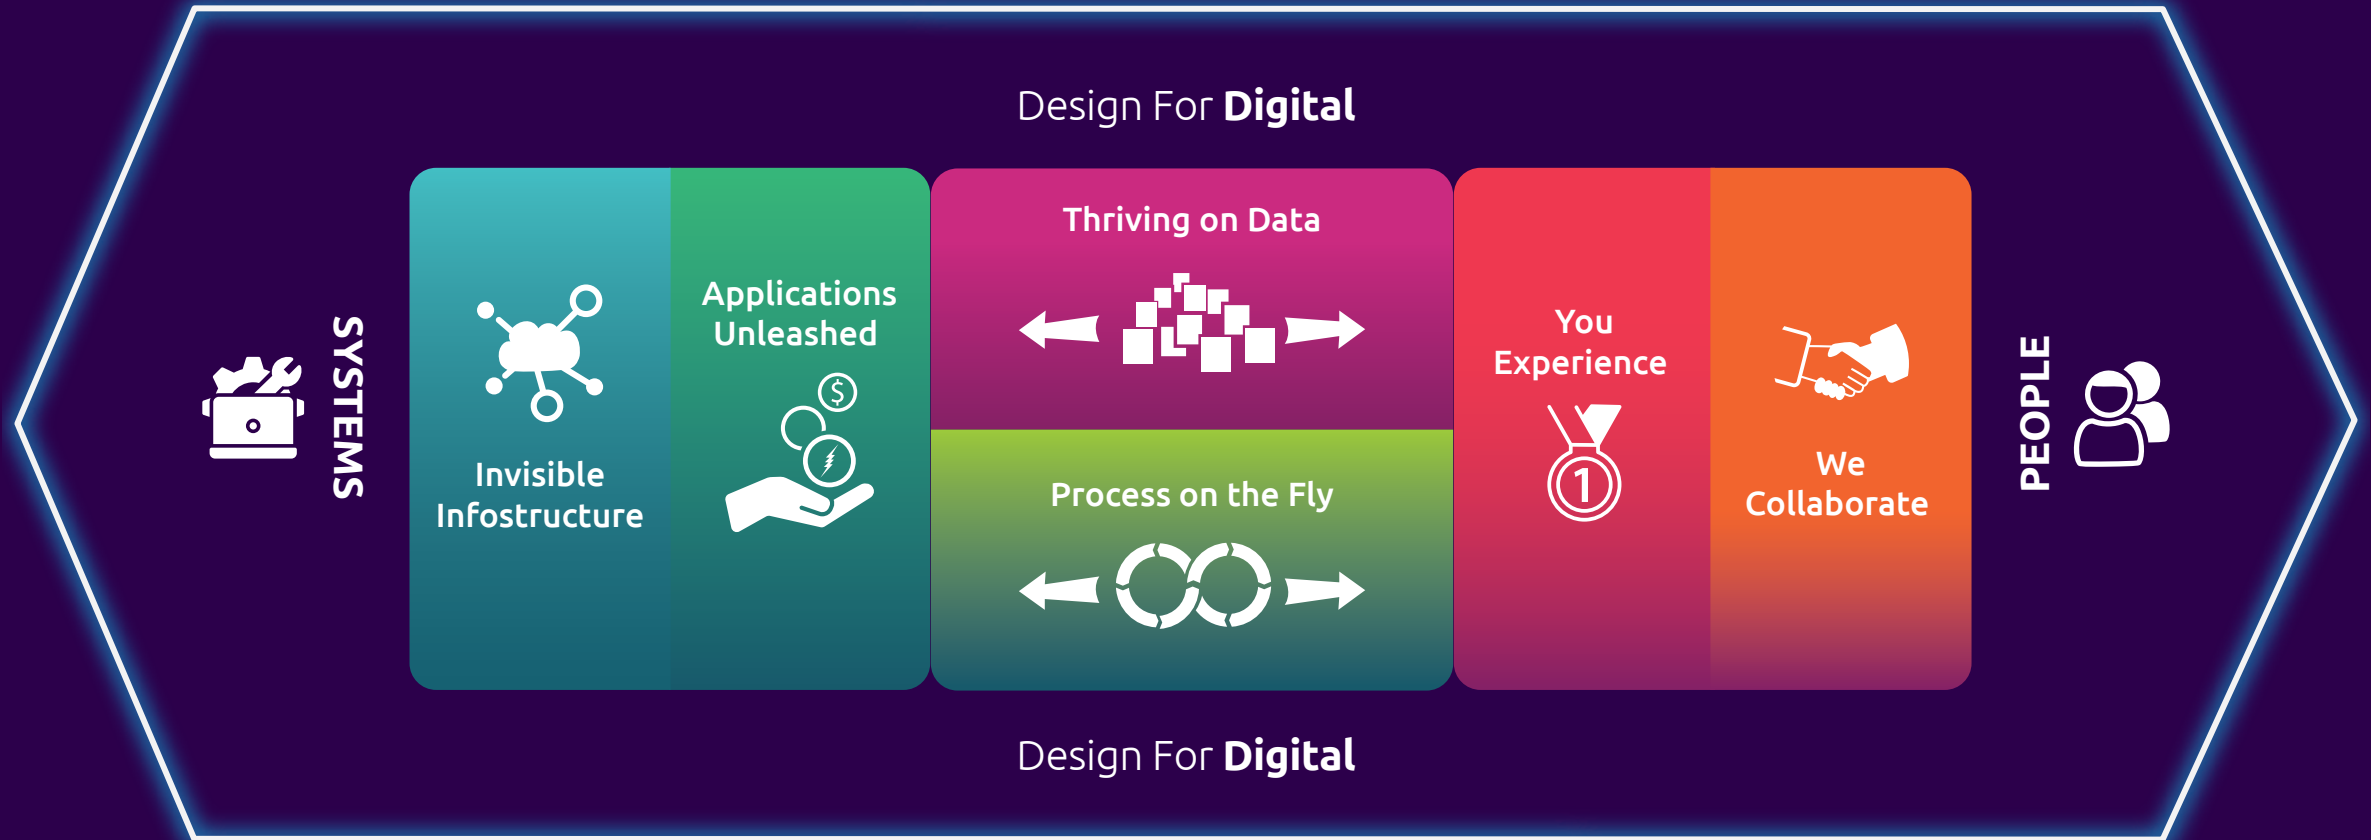 Design For Digital
SYSTEMS
Invisible
Infostructure
Applications
Unleashed
$
Thriving on Data
Process on the Fly
You
Experience
1
We
Collaborate
PEOPLE
Design For Digital